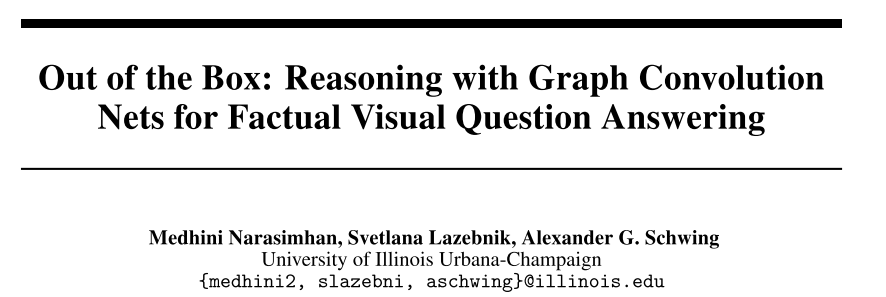 Out of the Box: Reasoning with Graph Convolution
Nets for Factual Visual Question Answering
Medhini Narasimhan, Svetlana Lazebnik, Alexander G. Schwing
University of Illinois Urbana-Champaign
{medhini2, slazebni, aschwing}@illinois.edu